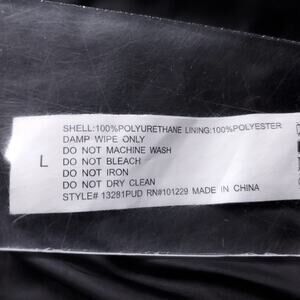 SHELL:100%POLYURETHANE LINING:100%POLYESTER
DAMP WIPE ONLY
DO NOT MACHINE WASH
L DO NOT BLEACH
DO NOT IRON
DO NOT DRY CLEAN
STYLE# 13281PUD RN#101229 MADE IN CHINA